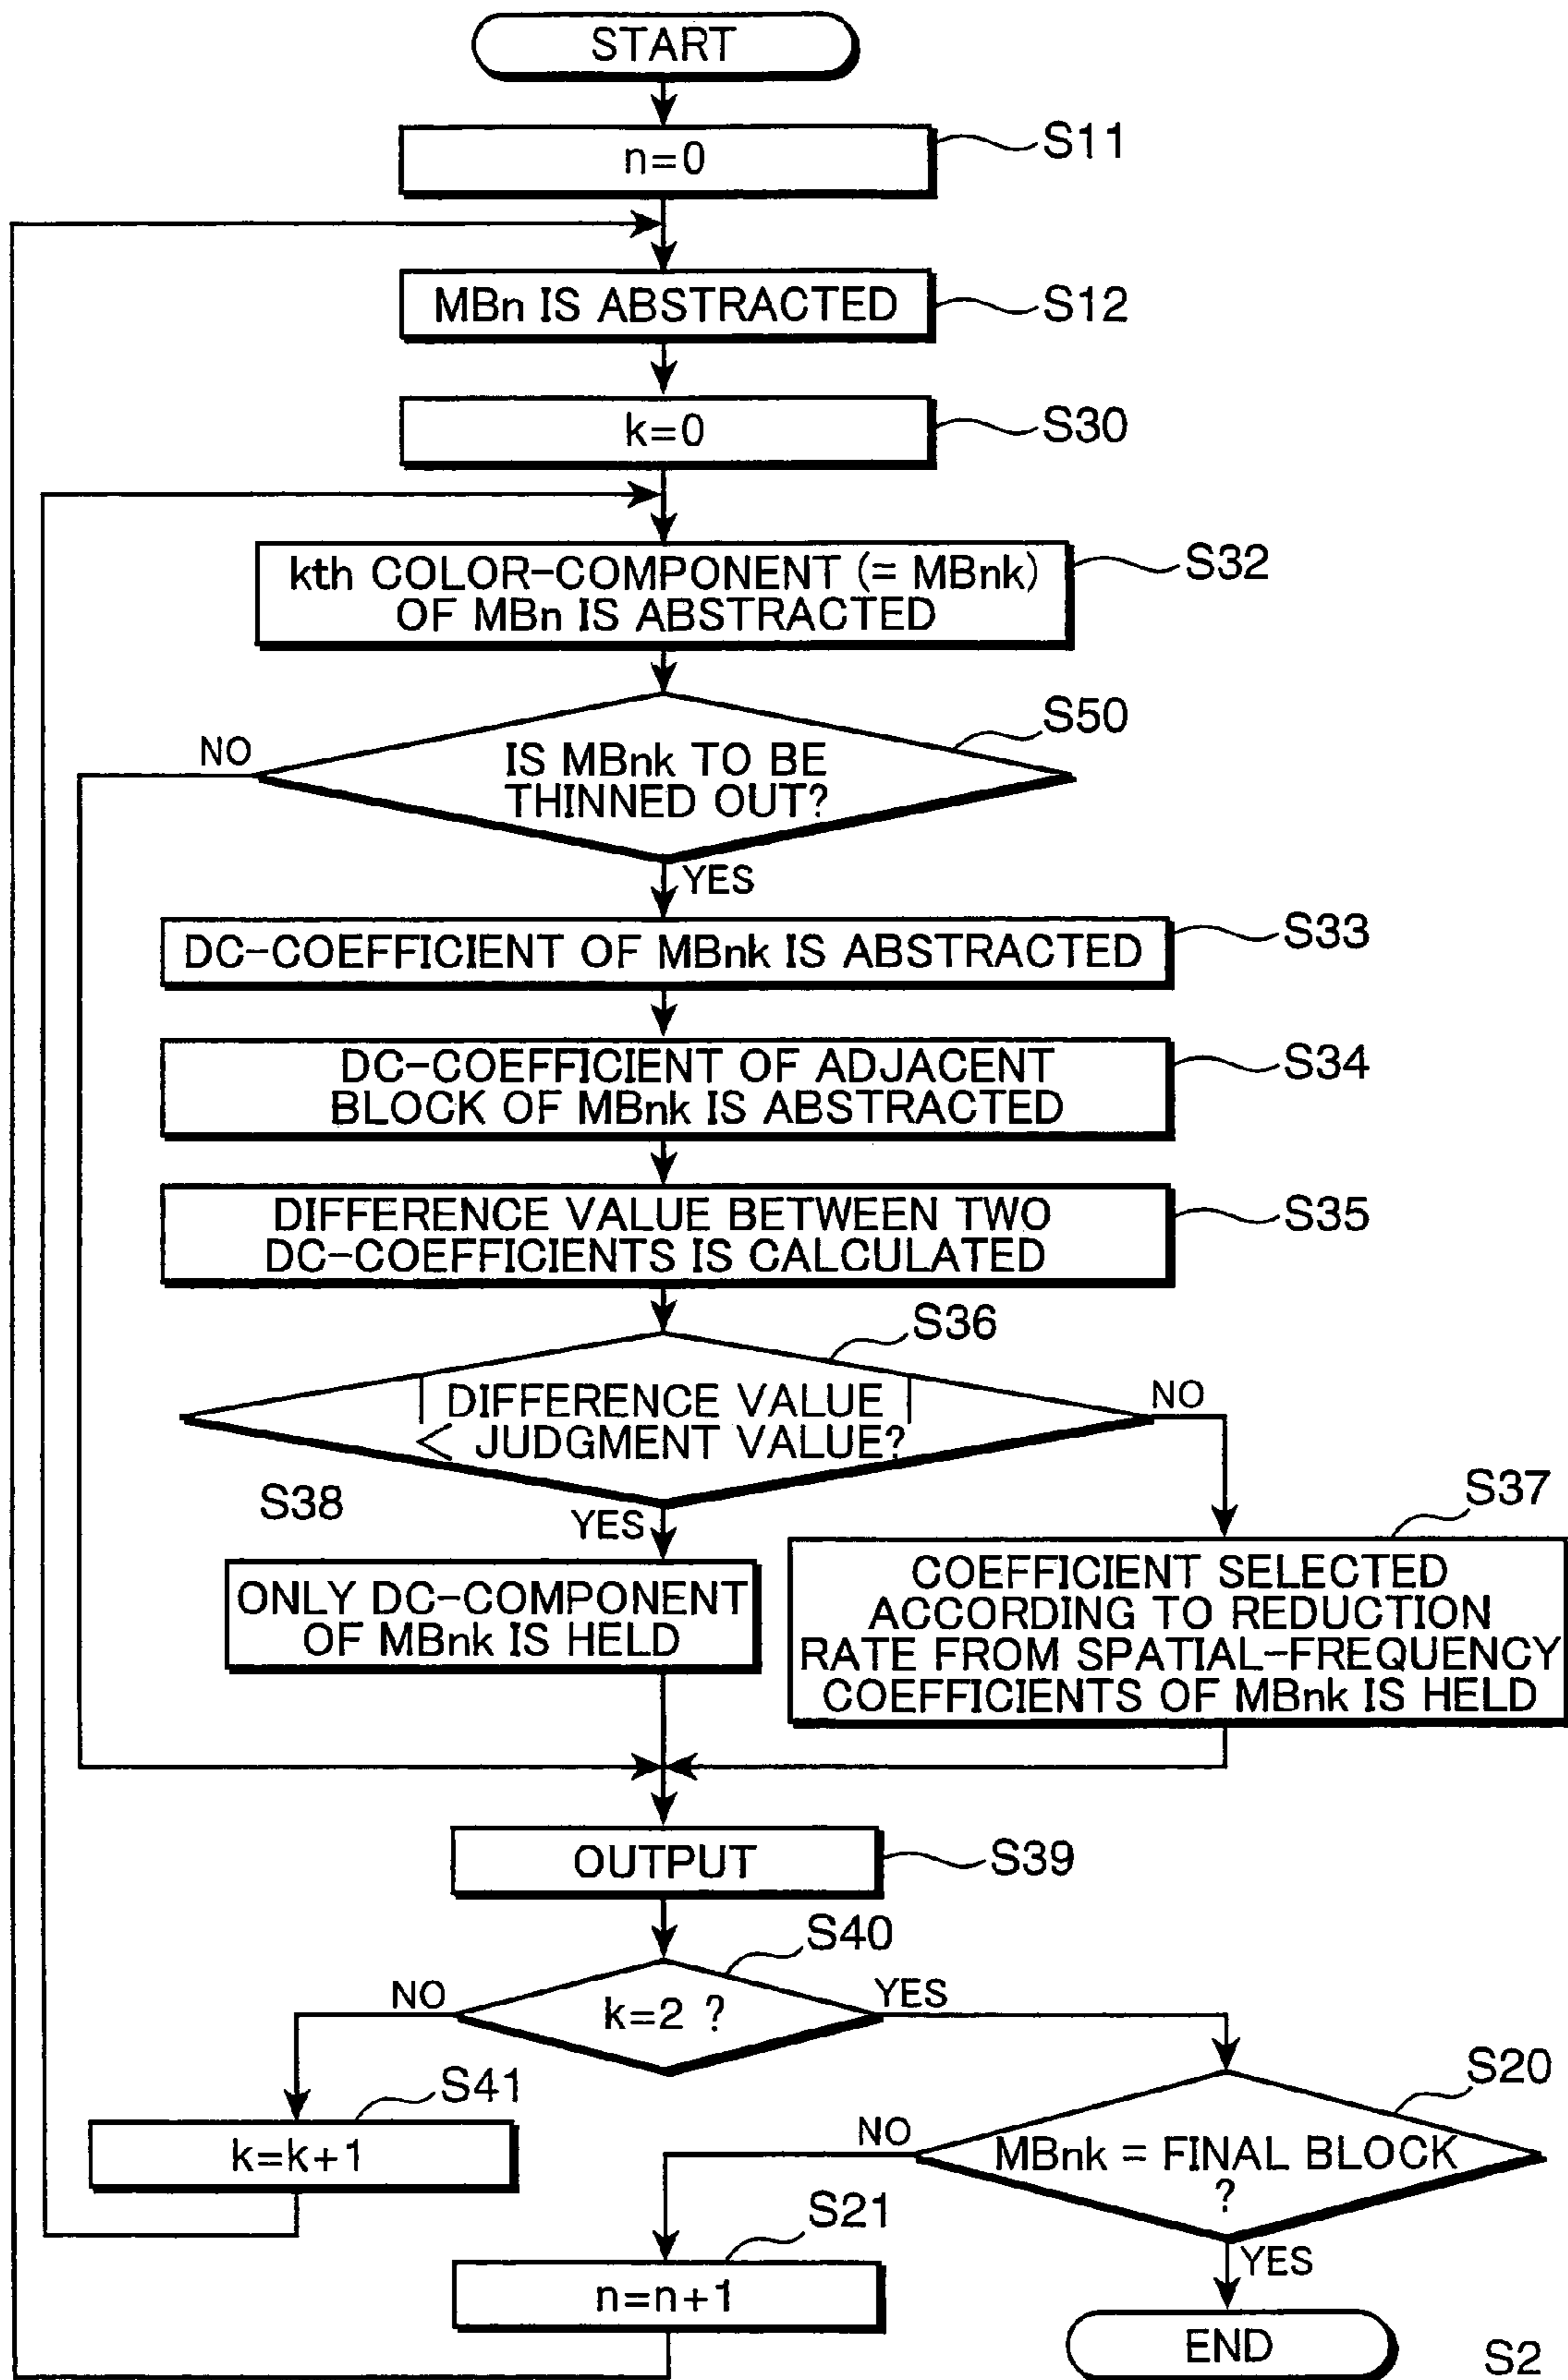 START
n=0
S11
MBn IS ABSTRACTED
S12
k=0
S30
kth COLOR-COMPONENT (= MBnk)
OF MBn IS ABSTRACTED
S32
S50
NO
IS MBnk TO BE
THINNED OUT?
YES
DC-COEFFICIENT OF MBnk IS ABSTRACTED
S33
DC-COEFFICIENT OF ADJACENT
BLOCK OF MBnk IS ABSTRACTED
S34
DIFFERENCE VALUE BETWEEN TWO
DC-COEFFICIENTS IS CALCULATED
S35
S36
| DIFFERENCE VALUE |
< JUDGMENT VALUE?
NO
S38
YES
S37
ONLY DC-COMPONENT
OF MBnk IS HELD
COEFFICIENT SELECTED
ACCORDING TO REDUCTION
RATE FROM SPATIAL-FREQUENCY
COEFFICIENTS OF MBnk IS HELD
OUTPUT
S39
S40
NO
k=2 ?
YES
S41
k=k+1
S20
NO
MBnk = FINAL BLOCK
?
S21
n=n+1
YES
END
S2